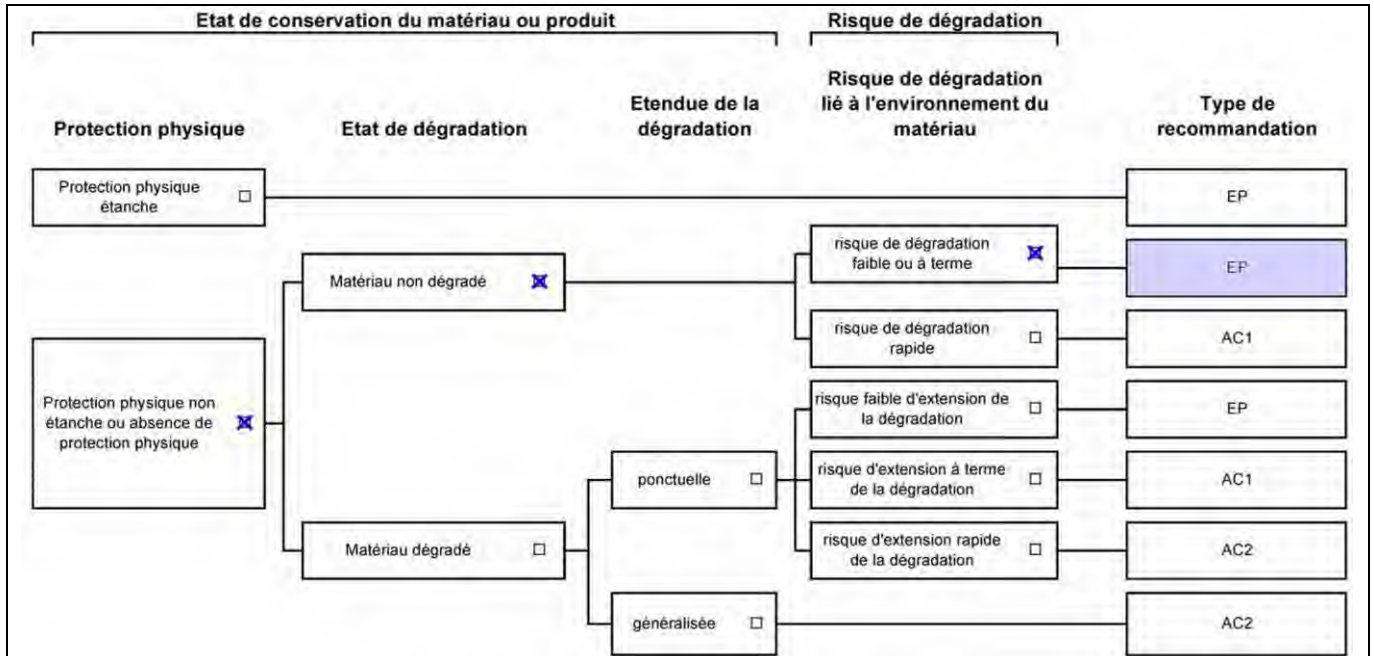 Etat de conservation du matériau ou produit
Risque de dégradation
Protection physique
Etat de dégradation
Etendue de la
dégradation
Risque de dégradation
lié à l'environnement du
matériau
Type de
recommandation
Protection physique
étanche
EP
risque de dégradation
faible ou à terme
EP
Matériau non dégradé
risque de dégradation
rapide
AC1
Protection physique non
étanche ou absence de
protection physique
risque faible d'extension de
la dégradation
EP
ponctuelle
risque d'extension à terme
de la dégradation
AC1
Matériau dégradé
risque d'extension rapide
de la dégradation
AC2
généralisée
AC2